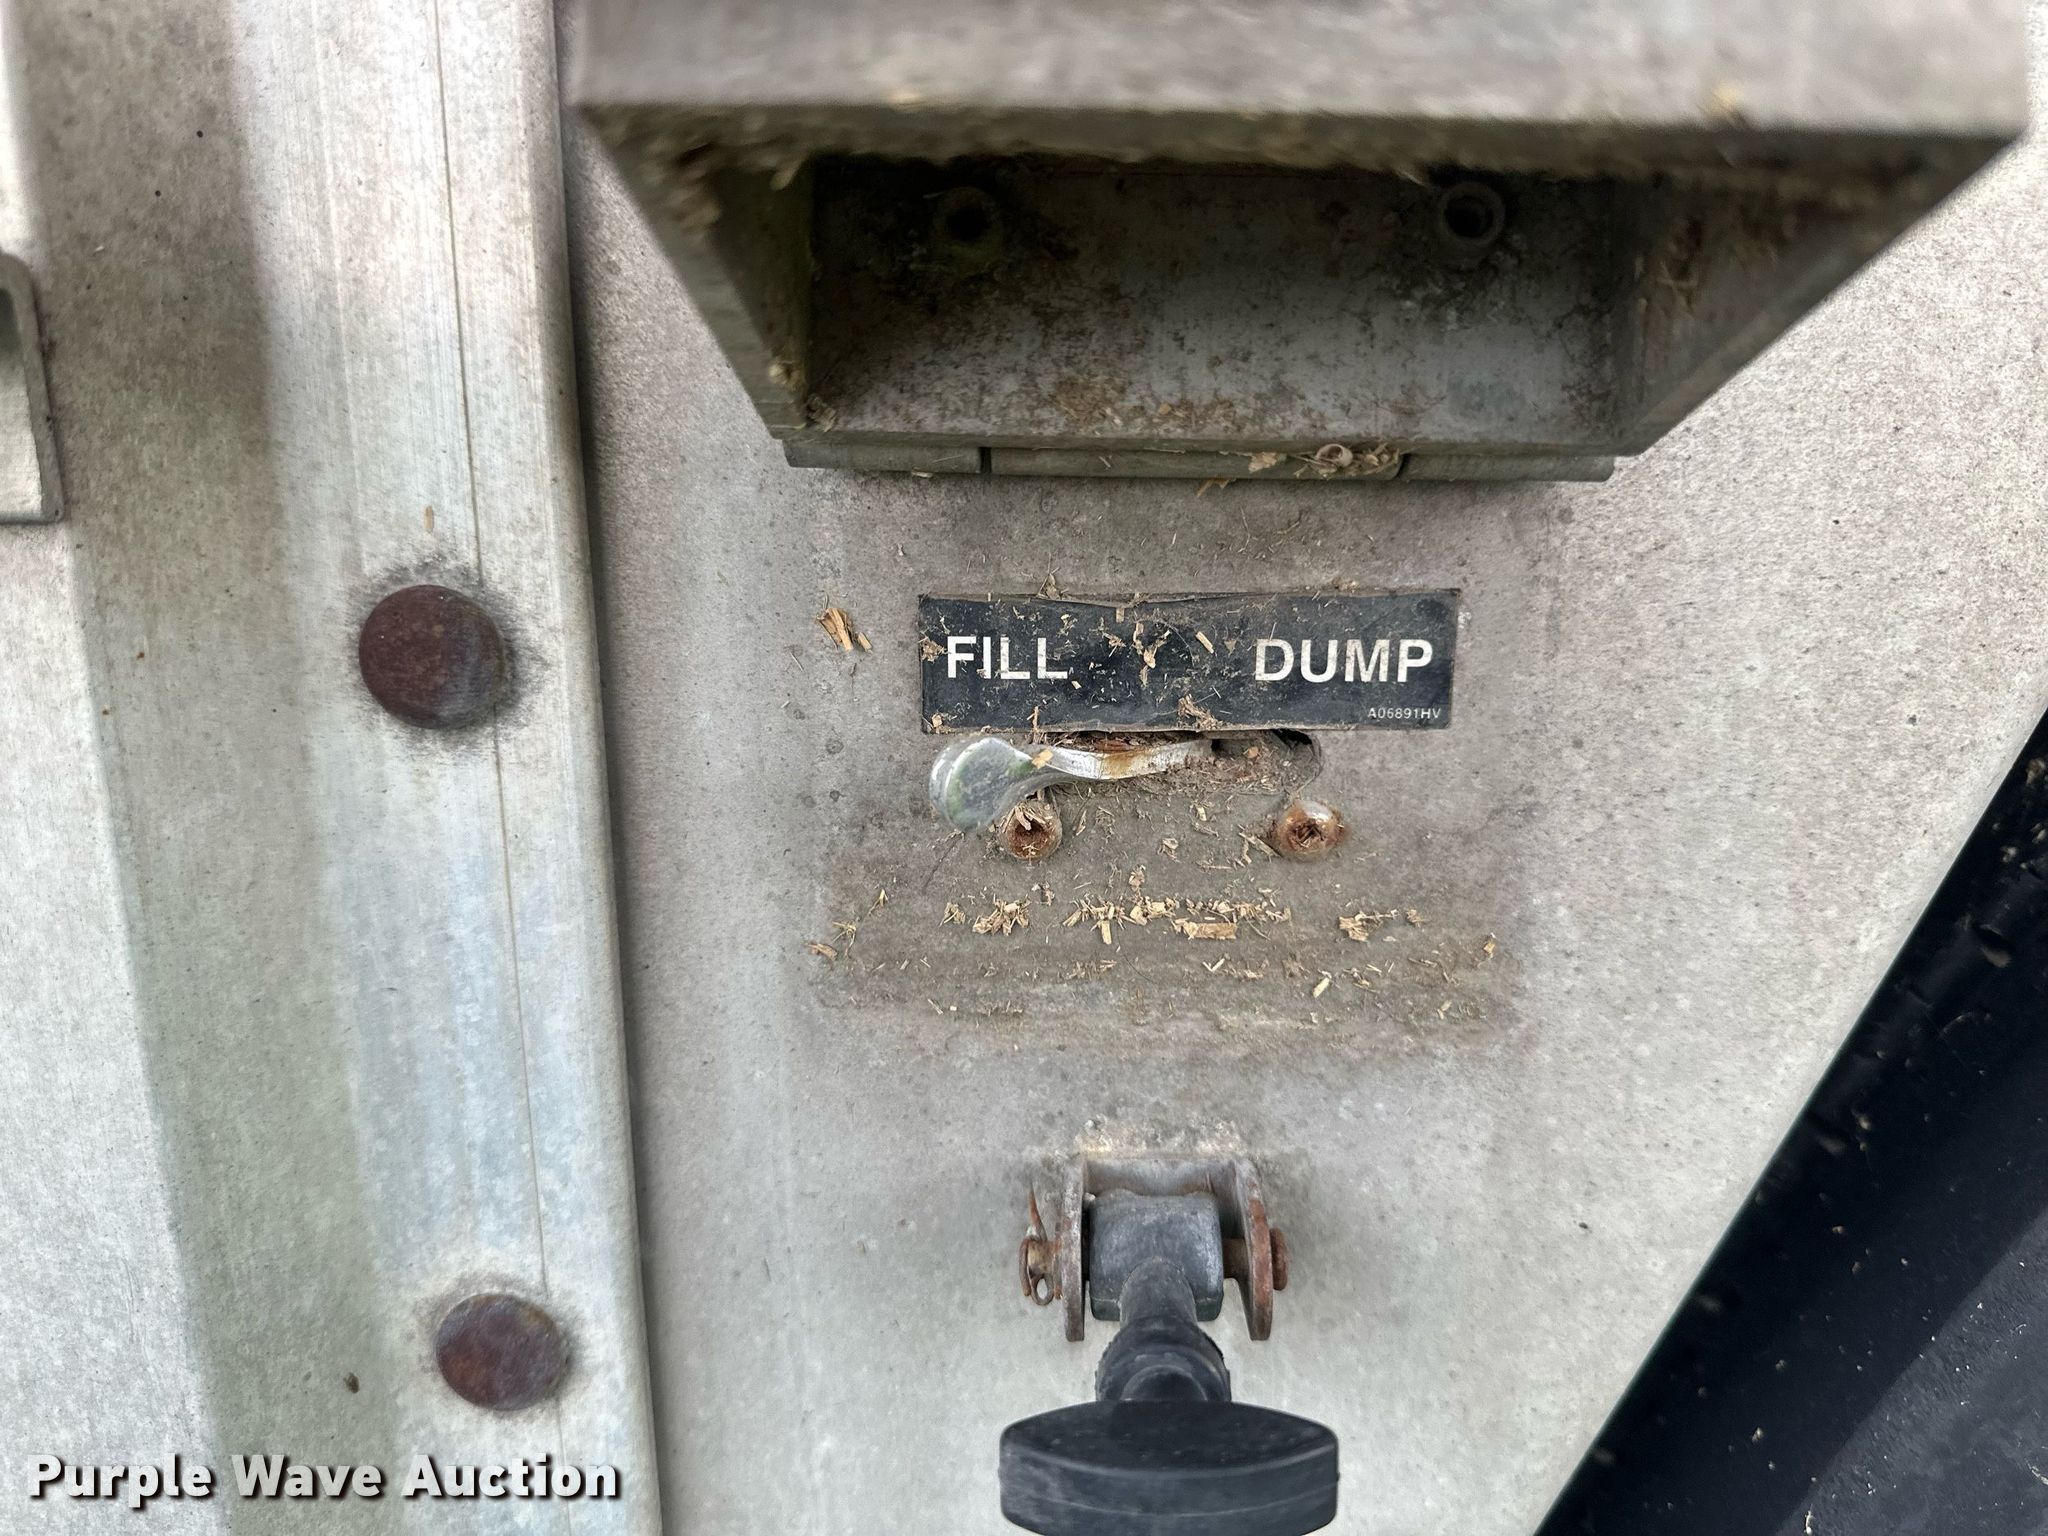 FILL DUMP
A06891HV
Purple Wave Auction